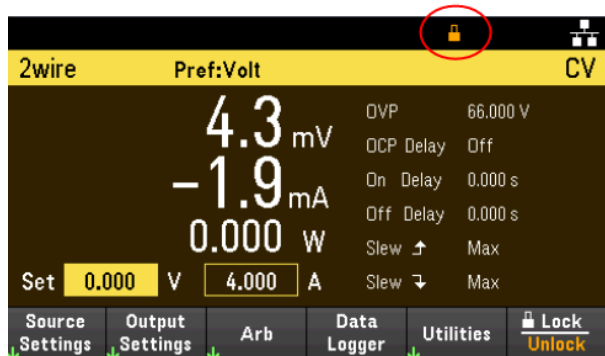 2wire Pref:Volt CV
4.3 mV
-1.9 mA
0.000 W
OVP 66.000 V
OCP Delay Off
On Delay 0.000 s
Off Delay 0.000 s
Slew Max
Slew Max
Set 0.000 V 4.000 A
Source Settings
Output Settings
Arb
Data Logger
Utilities
Lock
Unlock